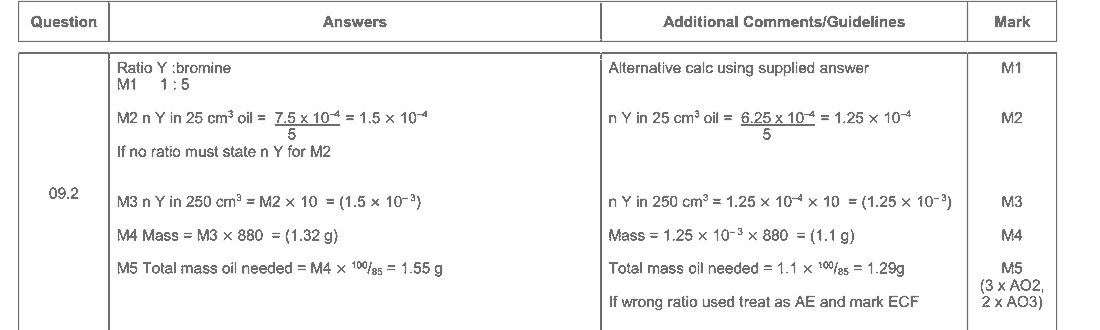 Question Answers Additional Comments/Guidelines Mark
Ratio Y :bromine Alternative calc using supplied answer M1
M1 1 : 5
M2 n Y in 25 cm³ oil = 7.5 x 10⁻⁴ = 1.5 × 10⁻⁴ n Y in 25 cm³ oil = 6.25 x 10⁻⁴ = 1.25 × 10⁻⁴ M2
5 5
If no ratio must state n Y for M2
09.2
M3 n Y in 250 cm³ = M2 × 10 = (1.5 × 10⁻³) n Y in 250 cm³ = 1.25 × 10⁻⁴ × 10 = (1.25 × 10⁻³) M3
M4 Mass = M3 × 880 = (1.32 g) Mass = 1.25 × 10⁻³ × 880 = (1.1 g) M4
M5 Total mass oil needed = M4 × ¹⁰⁰/₈₅ = 1.55 g Total mass oil needed = 1.1 × ¹⁰⁰/₈₅ = 1.29g M5
(3 x AO2,
If wrong ratio used treat as AE and mark ECF 2 x AO3)